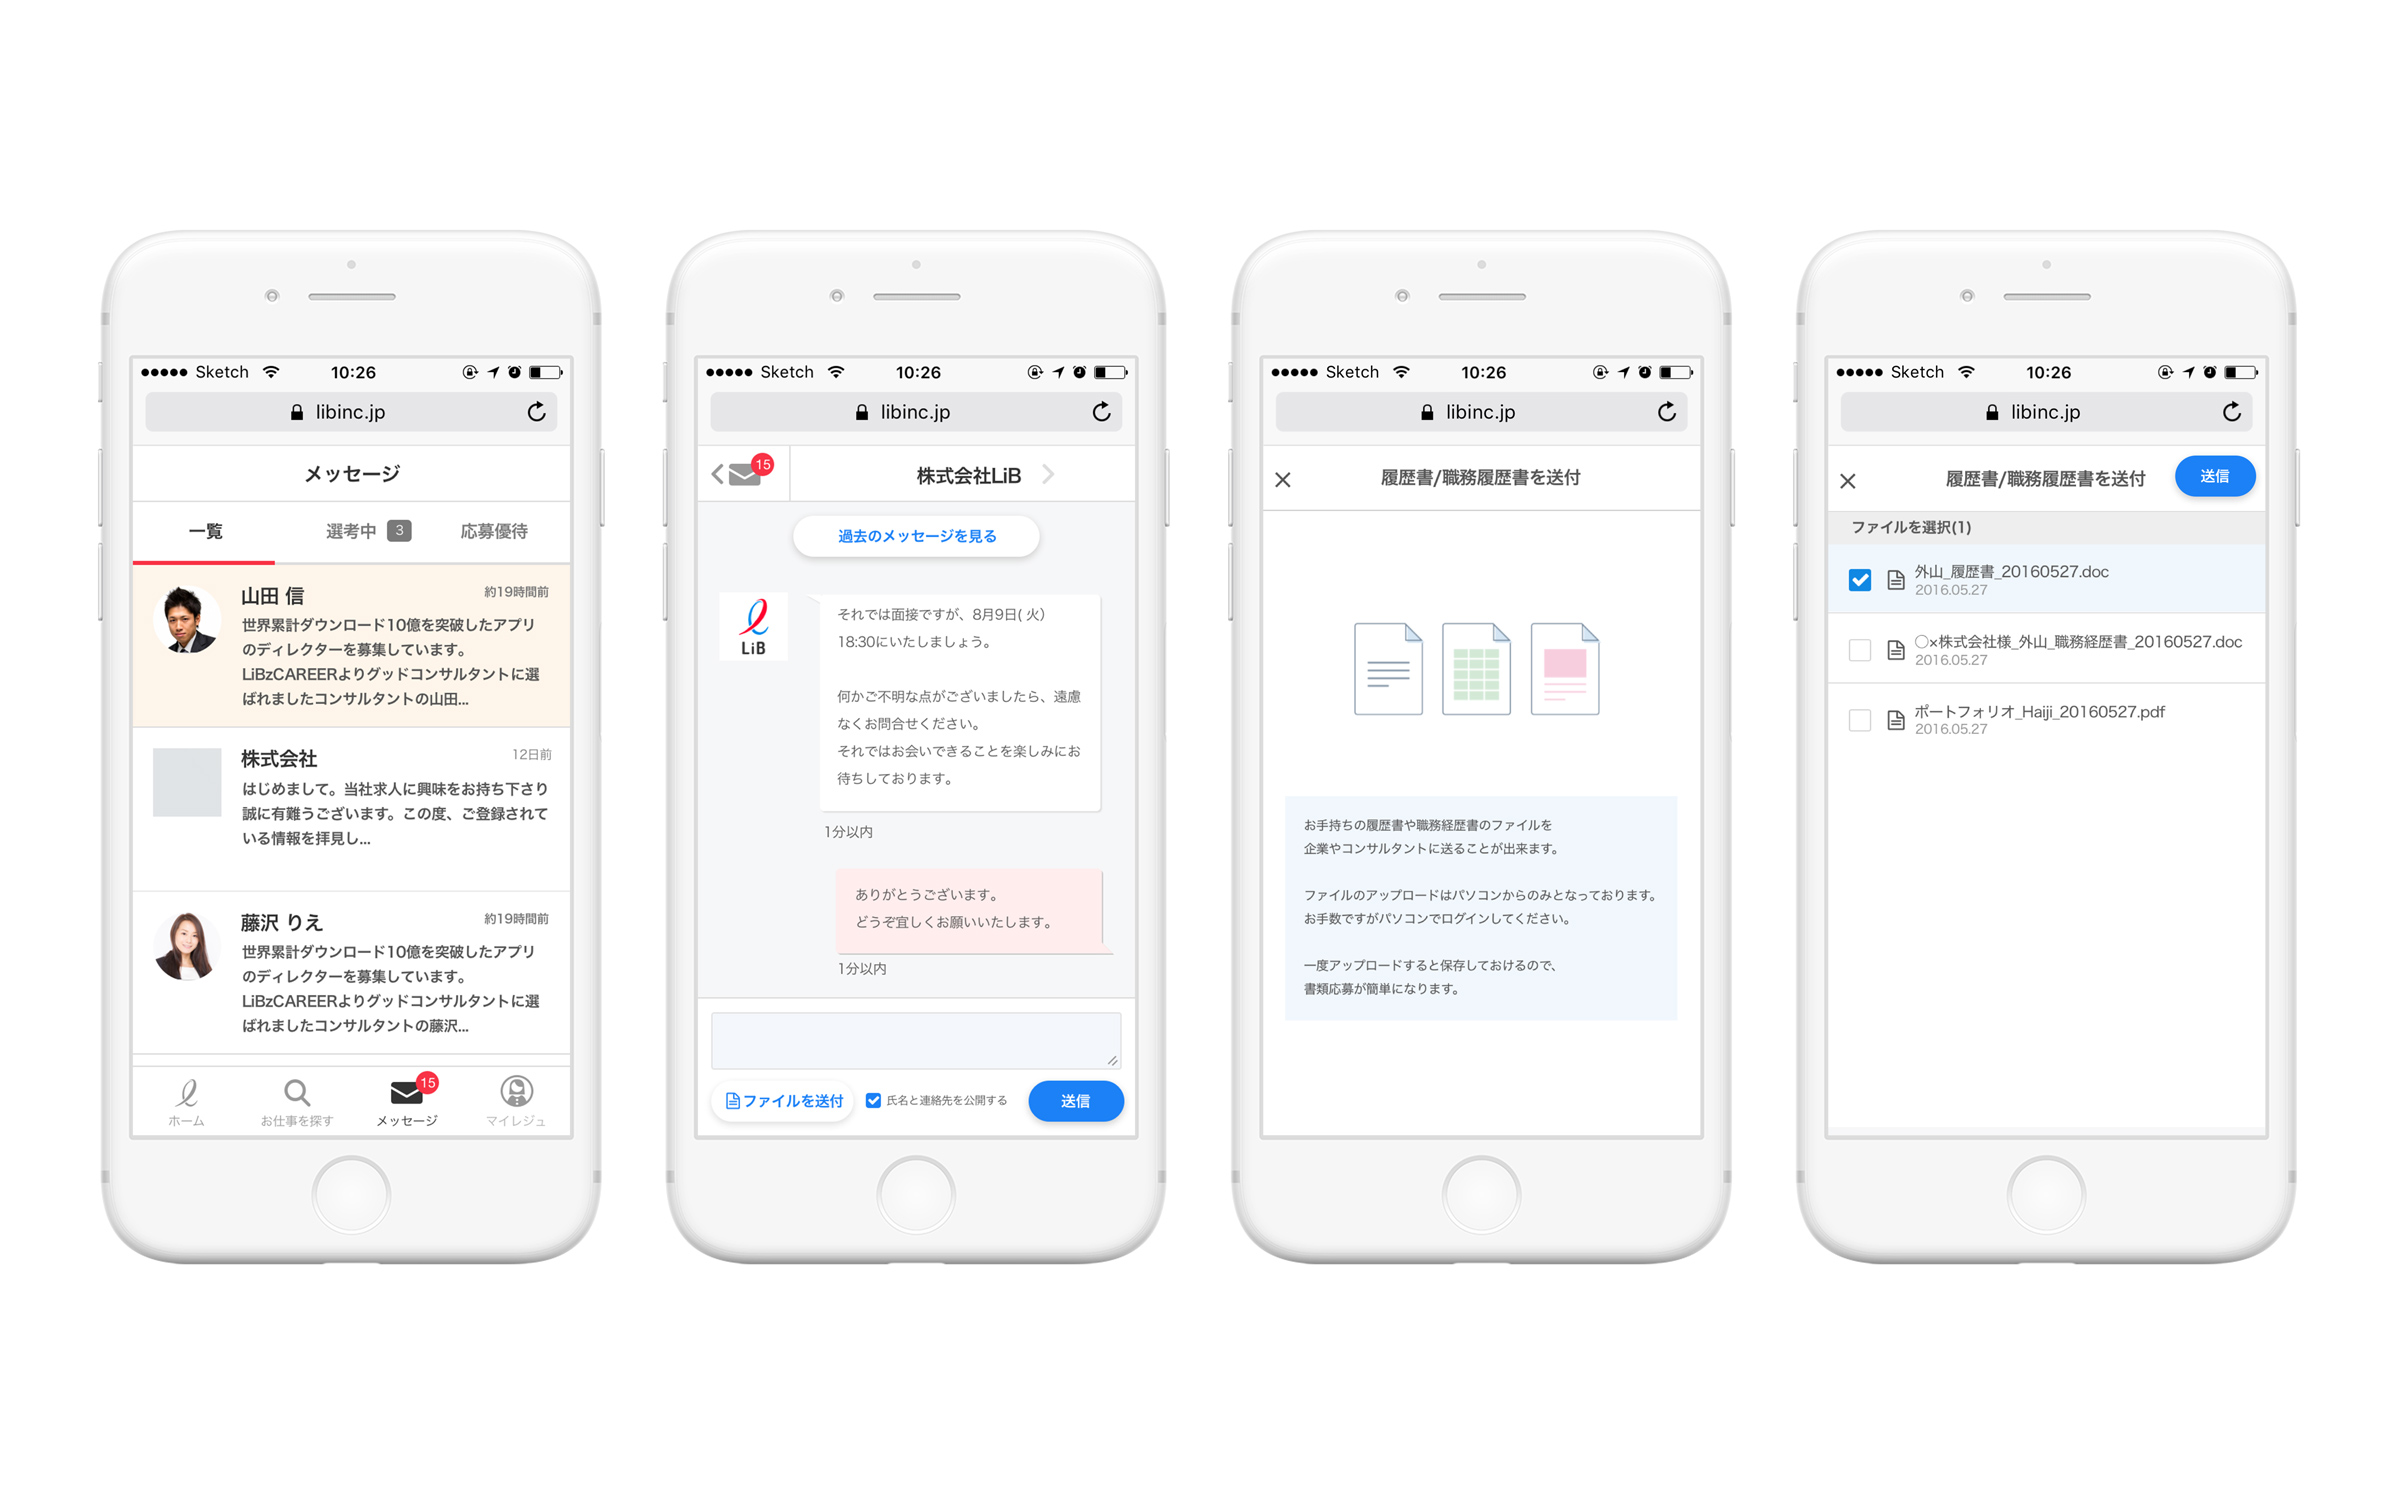 Sketch 10:26
libinc.jp
メッセージ
一覧 選考中 3 応募優待
山田 信 約19時間前
世界累計ダウンロード10億を突破したアプリ
のディレクターを募集しています。
LiBzCAREERよりグッドコンサルタントに選
ばれましたコンサルタントの山田...
株式会社 12日前
はじめまして。当社求人に興味をお持ち下さり
誠に有難うございます。この度、ご登録されて
いる情報を拝見し...
藤沢 りえ 約19時間前
世界累計ダウンロード10億を突破したアプリ
のディレクターを募集しています。
LiBzCAREERよりグッドコンサルタントに選
ばれましたコンサルタントの藤沢...
15
ホーム お仕事を探す メッセージ マイレジュ
Sketch 10:26
libinc.jp
15 株式会社LiB
過去のメッセージを見る
LiB
それでは面接ですが、8月9日( 火）
18:30にいたしましょう。
何かご不明な点がございましたら、遠慮
なくお問合せください。
それではお会いできることを楽しみにお
待ちしております。
1分以内
ありがとうございます。
どうぞ宜しくお願いいたします。
1分以内
ファイルを送付 氏名と連絡先を公開する 送信
Sketch 10:26
libinc.jp
履歴書/職務履歴書を送付
お手持ちの履歴書や職務経歴書のファイルを
企業やコンサルタントに送ることが出来ます。
ファイルのアップロードはパソコンからのみとなっております。
お手数ですがパソコンでログインしてください。
一度アップロードすると保存しておけるので、
書類応募が簡単になります。
Sketch 10:26
libinc.jp
履歴書/職務履歴書を送付 送信
ファイルを選択(1)
外山_履歴書_20160527.doc
2016.05.27
○×株式会社様_外山_職務経歴書_20160527.doc
2016.05.27
ポートフォリオ_Haiji_20160527.pdf
2016.05.27